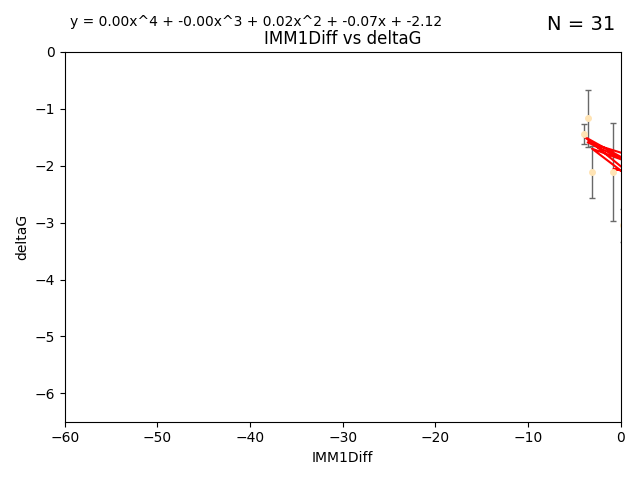 y = 0.00x^4 + -0.00x^3 + 0.02x^2 + -0.07x + -2.12
N = 31
IMM1Diff vs deltaG
0
−1
−2
−3
−4
−5
−6
deltaG
−60 −50 −40 −30 −20 −10 0
IMM1Diff